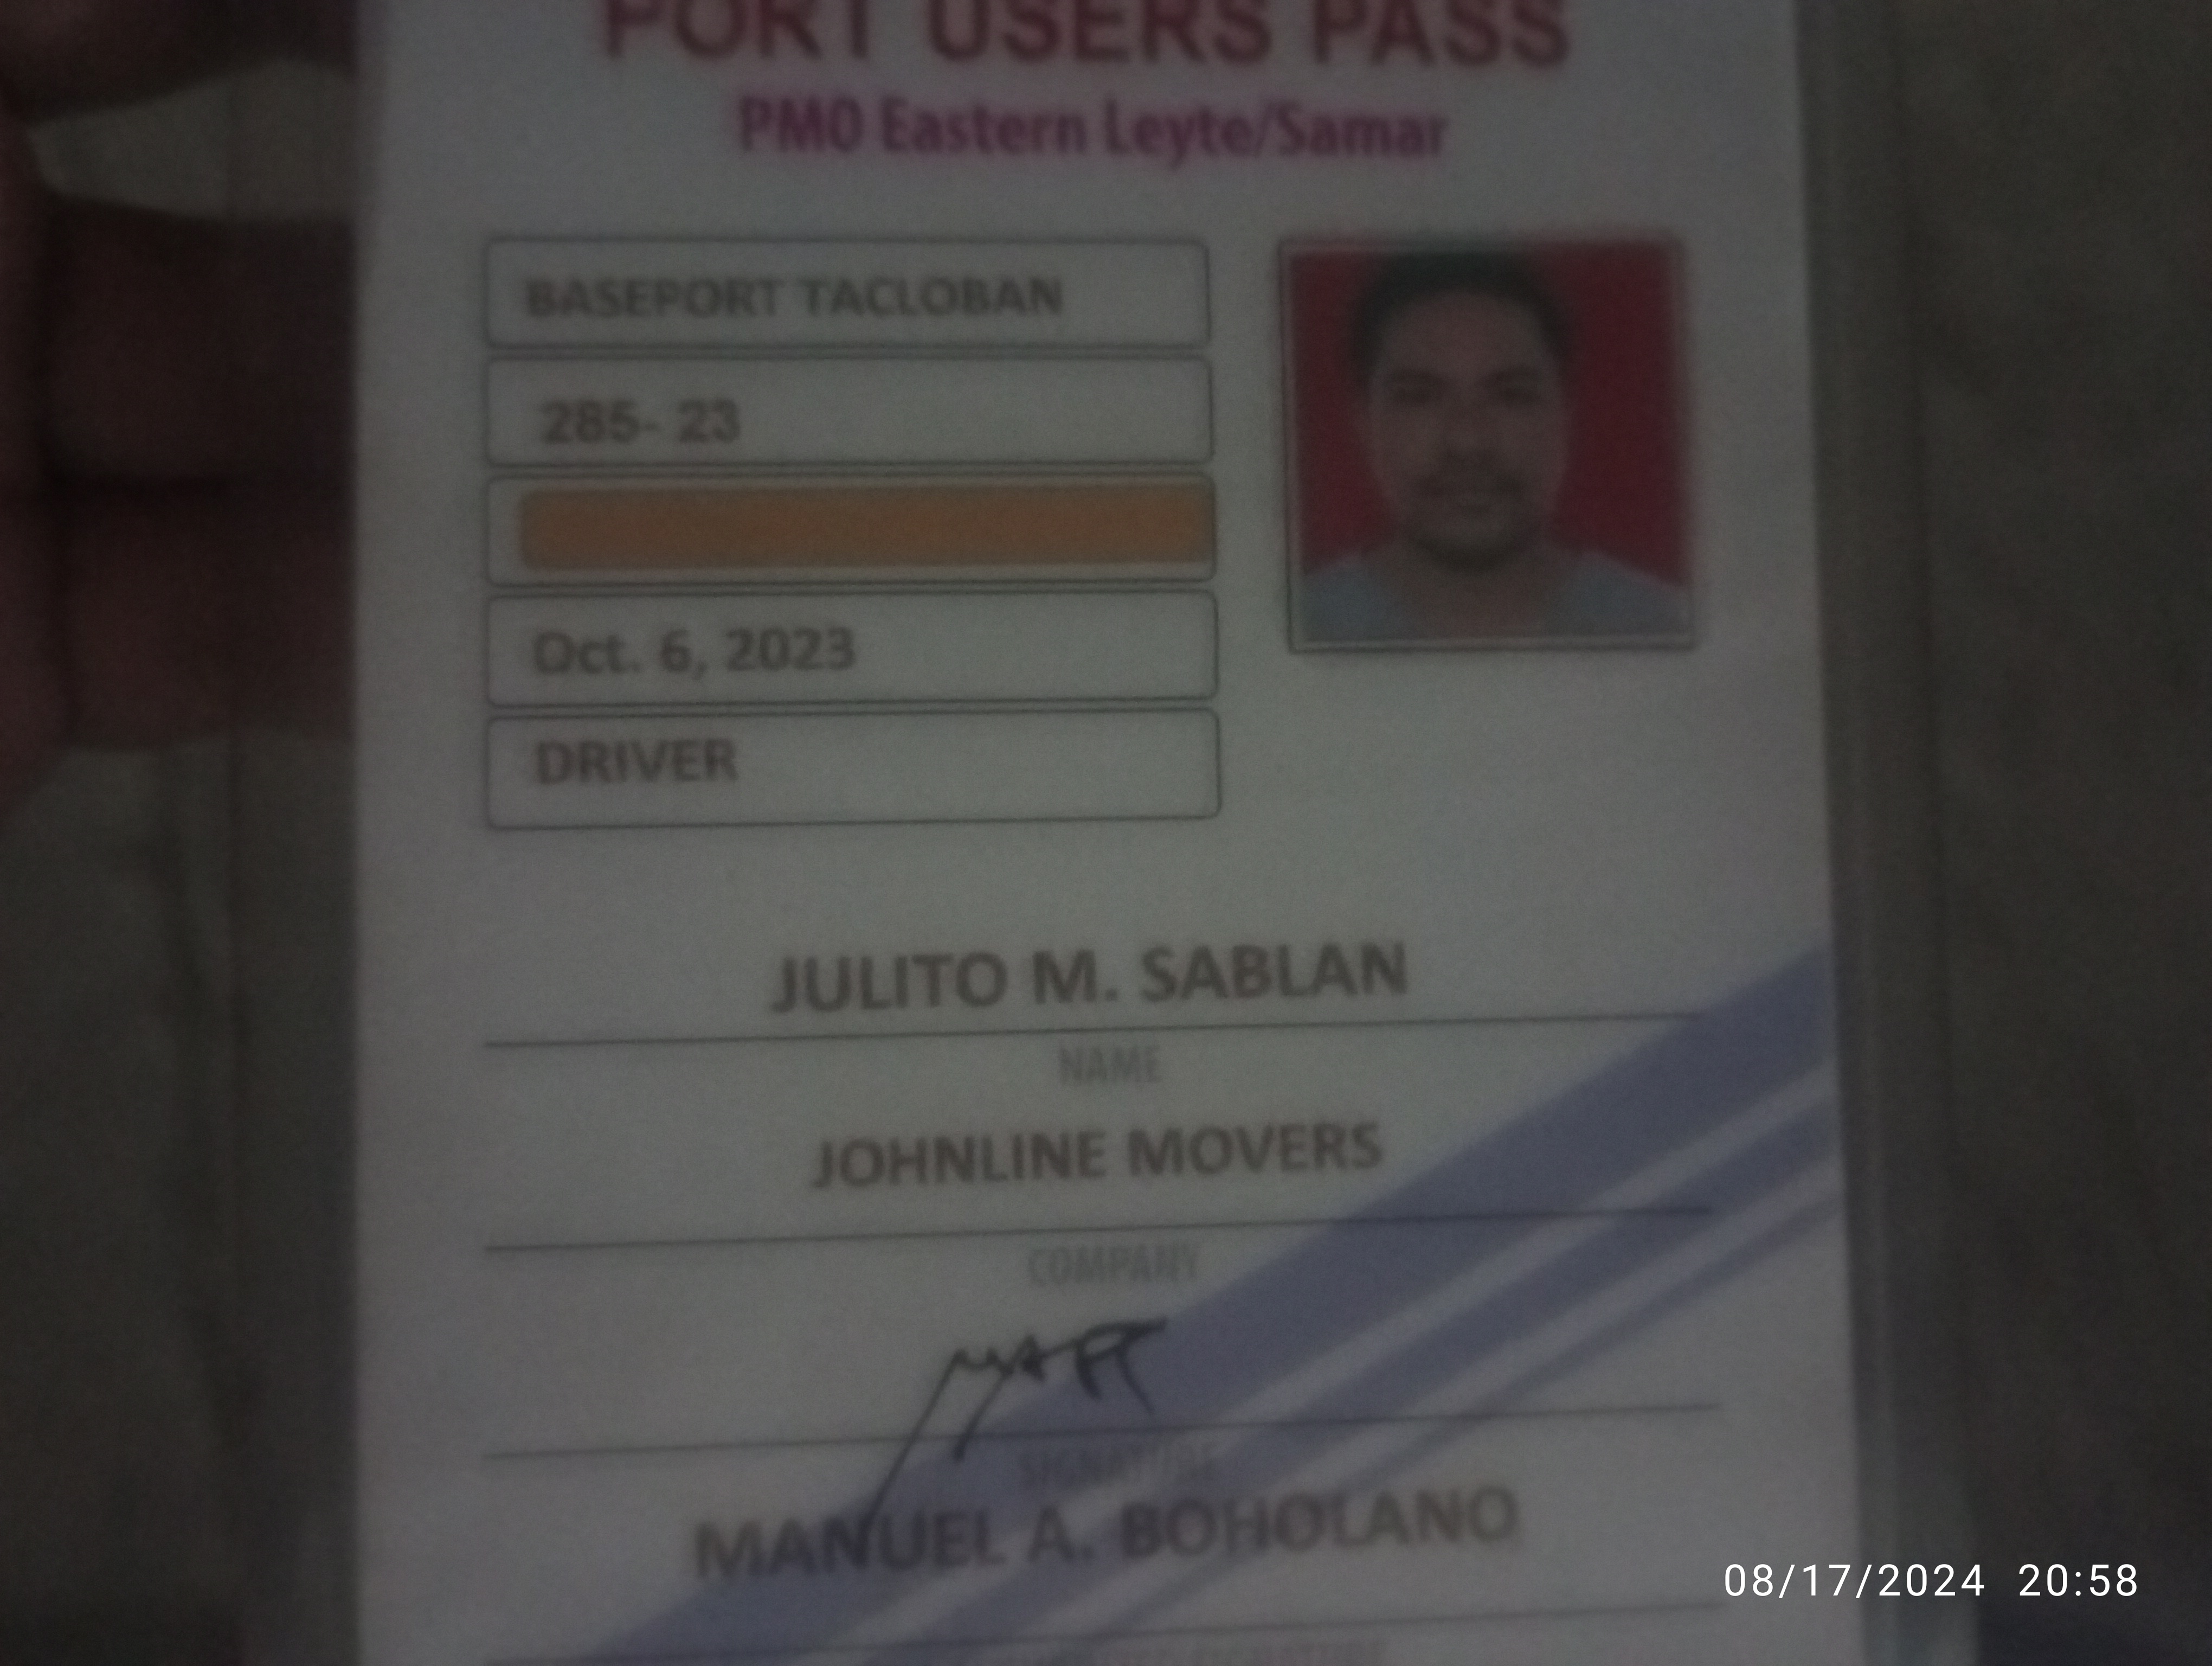 PORT USERS PASS
PMO Eastern Leyte/Samar
BASEPORT TACLOBAN
285- 23
Oct. 6, 2023
DRIVER
JULITO M. SABLAN
NAME
JOHNLINE MOVERS
COMPANY
SIGNATURE
MANUEL A. BOHOLANO
08/17/2024 20:58